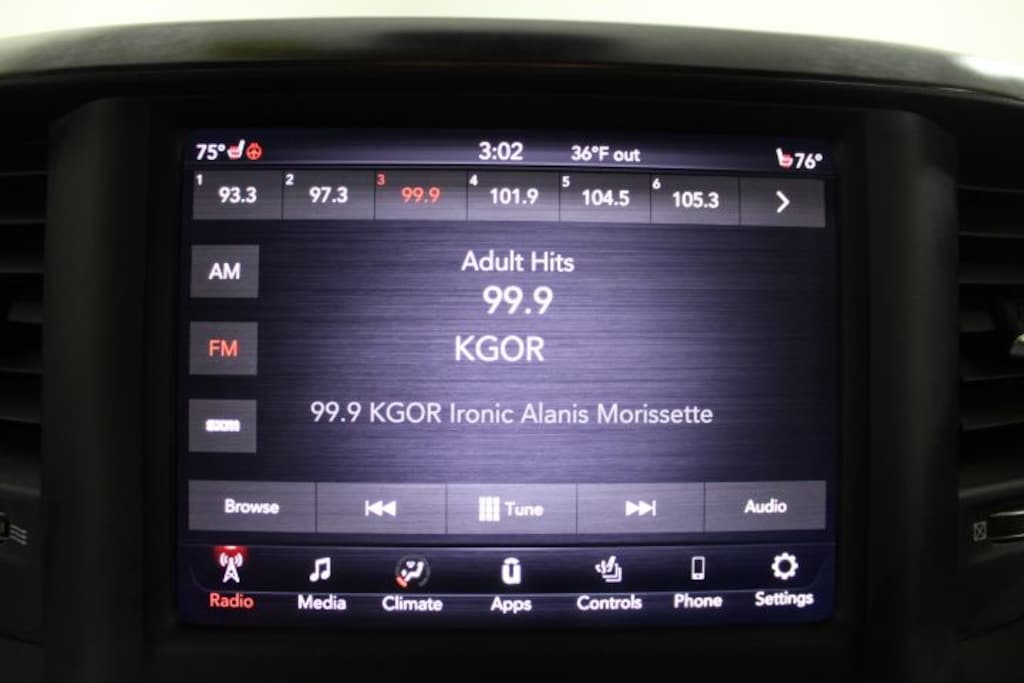 75° 3:02 36°F out 76°
1 93.3 2 97.3 3 99.9 4 101.9 5 104.5 6 105.3
AM
FM
sxm
Adult Hits
99.9
KGOR
99.9 KGOR Ironic Alanis Morissette
Browse Tune Audio
Radio Media Climate Apps Controls Phone Settings